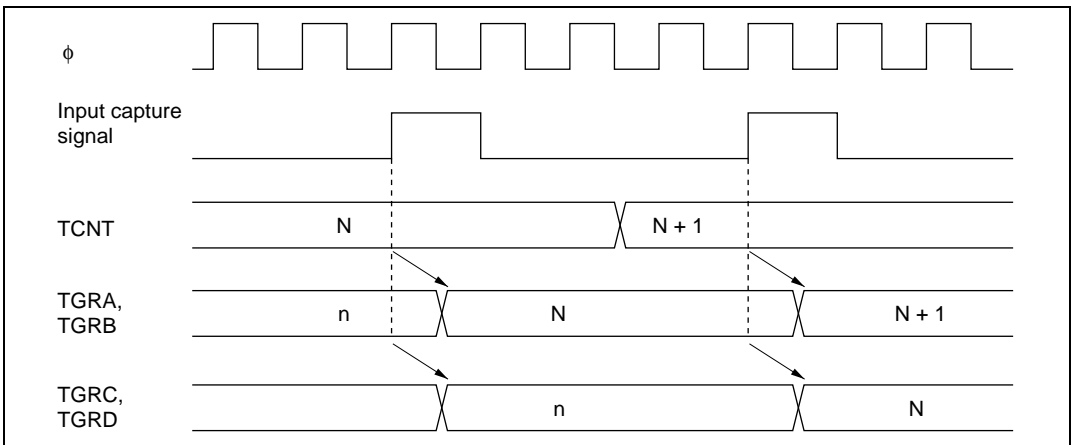 ϕ
Input capture
signal
TCNT
N
N + 1
TGRA,
TGRB
n
N
N + 1
TGRC,
TGRD
n
N